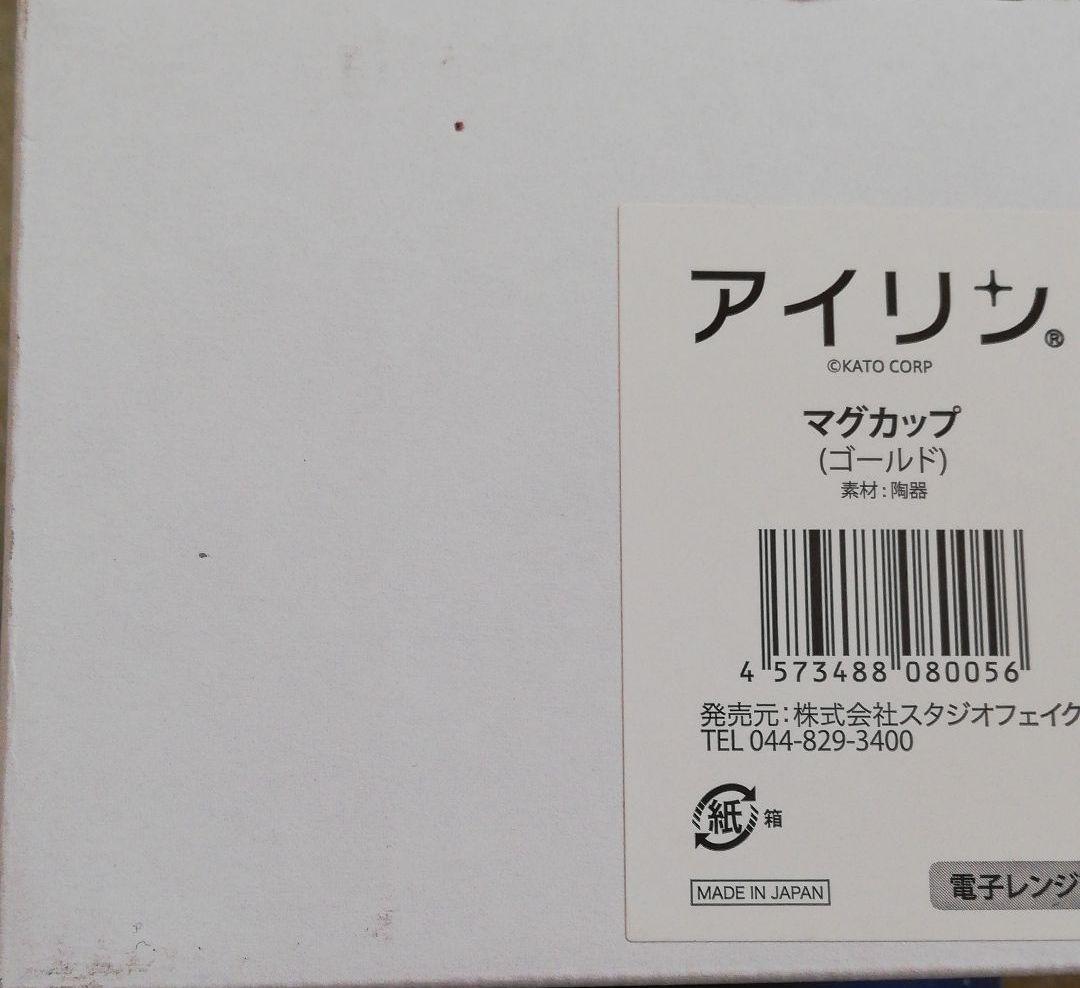 アイリン®
©KATO CORP
マグカップ
(ゴールド)
素材:陶器
4 573488 080056
発売元:株式会社スタジオフェイク
TEL 044-829-3400
紙 箱
MADE IN JAPAN
電子レンジ